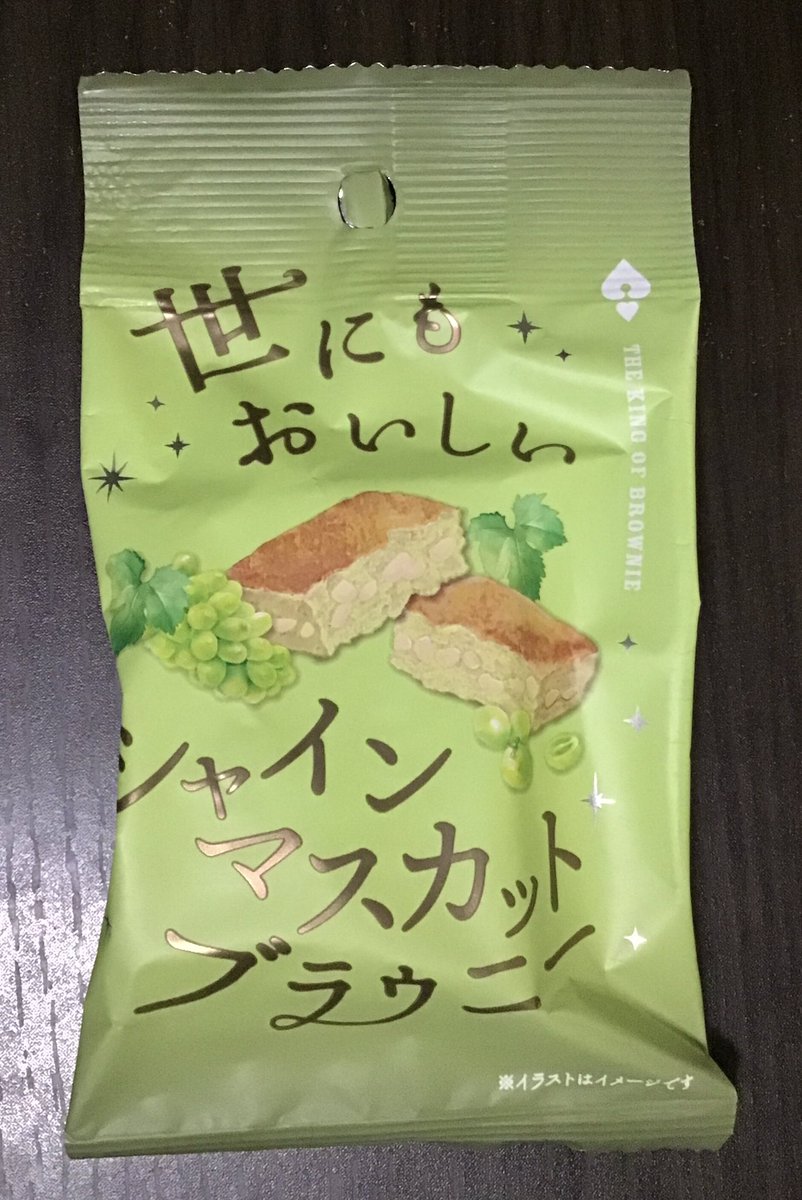 世にも
おいしい
THE KING OF BROWNIE
シャイン
マスカット
ブラウニー
※イラストはイメージです